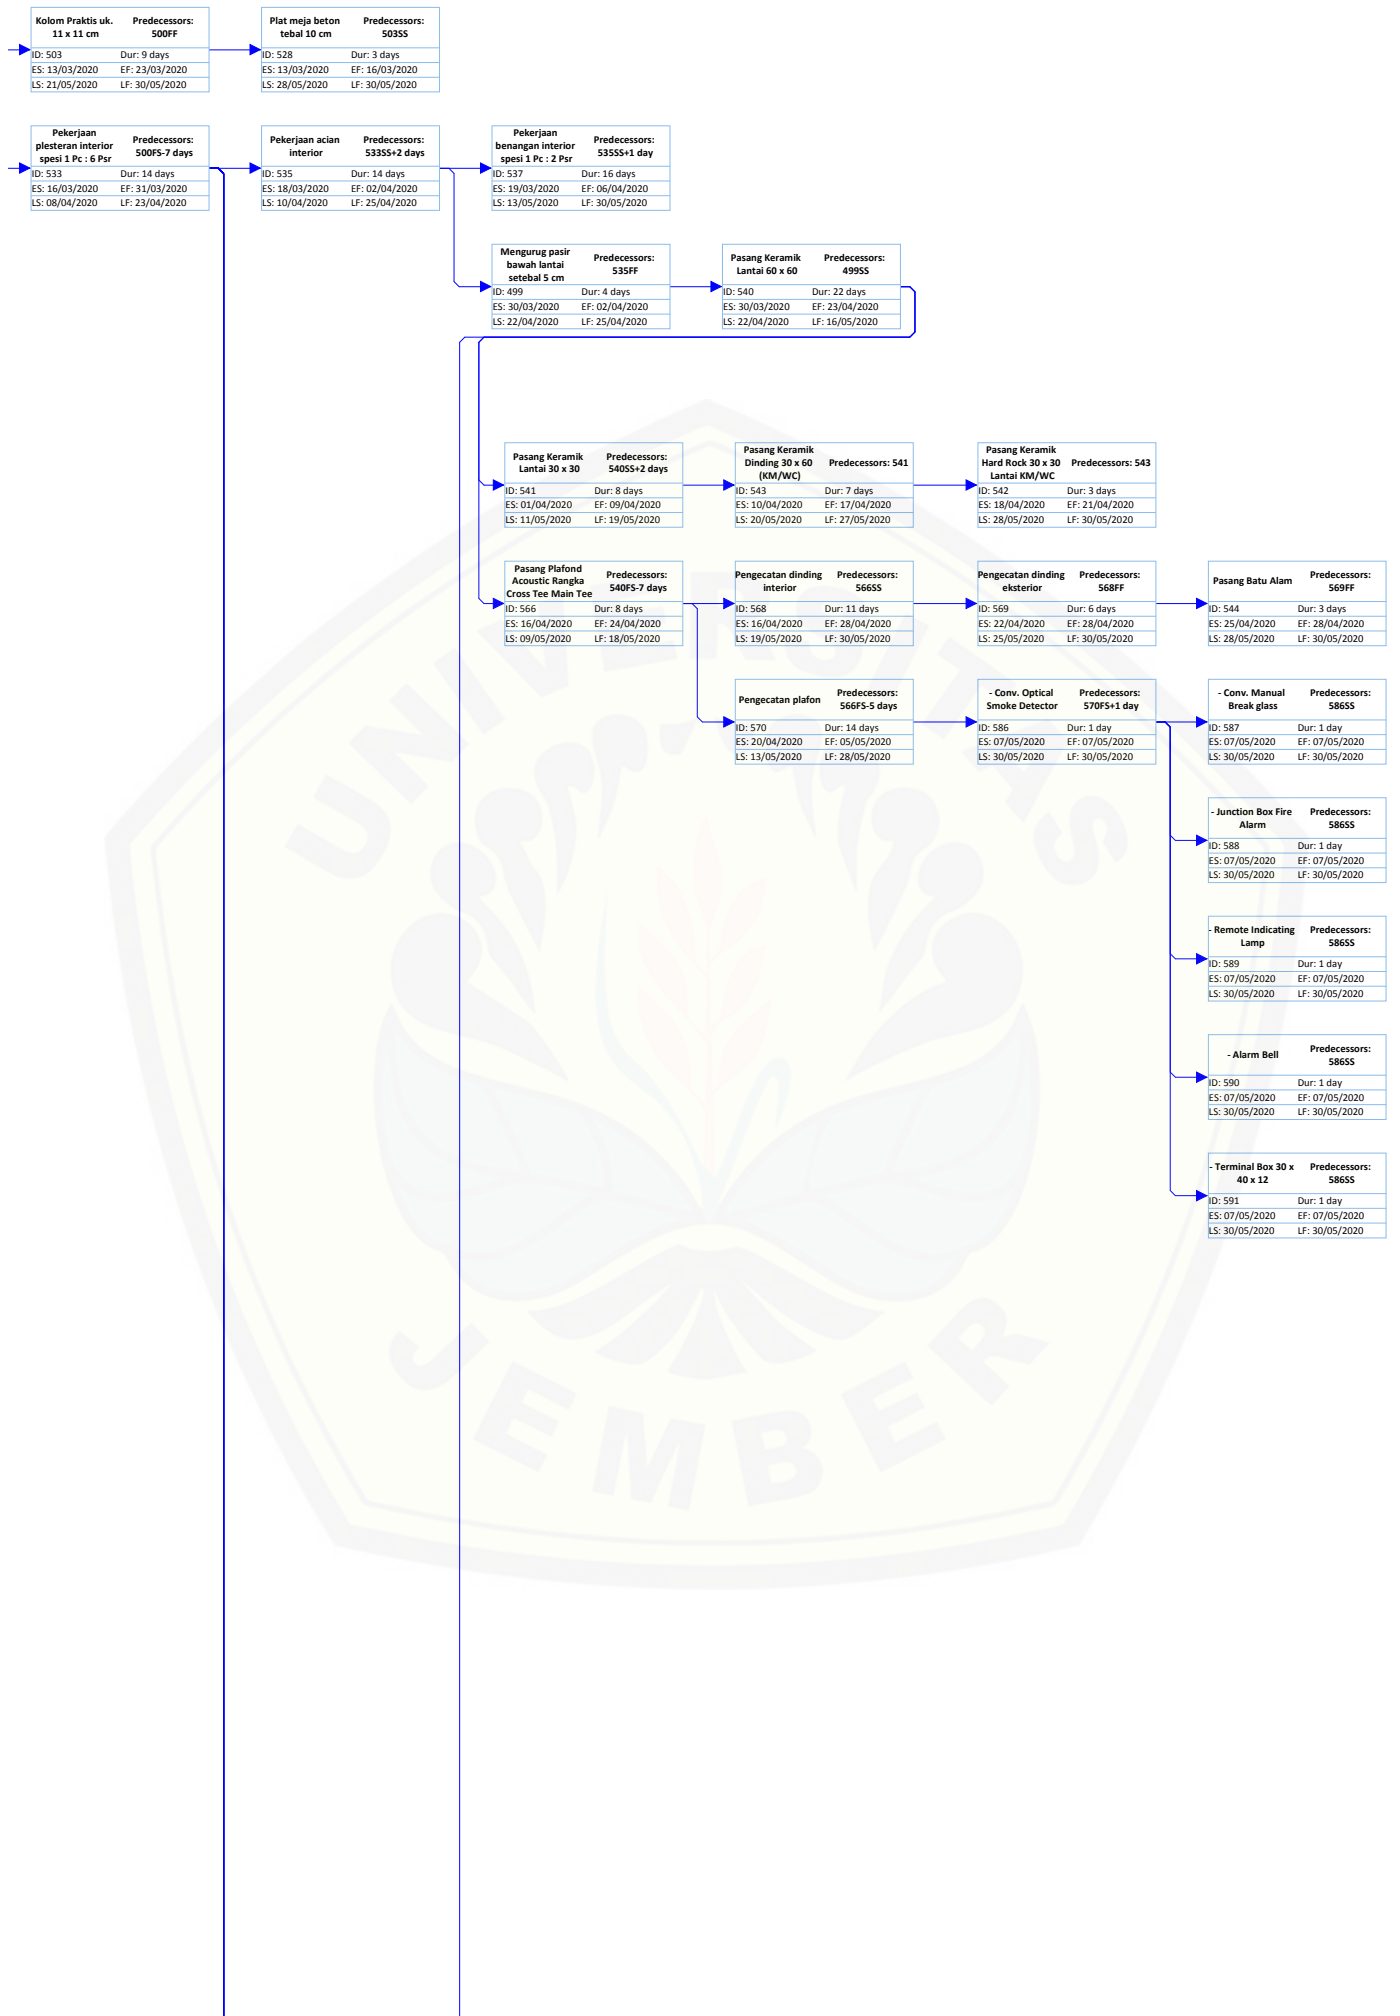 Kolom Praktis uk. 11 x 11 cm
Predecessors: 500FF
ID: 503 Dur: 9 days
ES: 13/03/2020 EF: 23/03/2020
LS: 21/05/2020 LF: 30/05/2020
Plat meja beton tebal 10 cm
Predecessors: 503SS
ID: 528 Dur: 3 days
ES: 13/03/2020 EF: 16/03/2020
LS: 28/05/2020 LF: 30/05/2020
Pekerjaan plesteran interior spesi 1 Pc : 6 Psr
Predecessors: 500FS-7 days
ID: 533 Dur: 14 days
ES: 16/03/2020 EF: 31/03/2020
LS: 08/04/2020 LF: 23/04/2020
Pekerjaan acian interior
Predecessors: 533SS+2 days
ID: 535 Dur: 14 days
ES: 18/03/2020 EF: 02/04/2020
LS: 10/04/2020 LF: 25/04/2020
Pekerjaan benangan interior spesi 1 Pc : 2 Psr
Predecessors: 535SS+1 day
ID: 537 Dur: 16 days
ES: 19/03/2020 EF: 06/04/2020
LS: 13/05/2020 LF: 30/05/2020
Mengurug pasir bawah lantai setebal 5 cm
Predecessors: 535FF
ID: 499 Dur: 4 days
ES: 30/03/2020 EF: 02/04/2020
LS: 22/04/2020 LF: 25/04/2020
Pasang Keramik Lantai 60 x 60
Predecessors: 499SS
ID: 540 Dur: 22 days
ES: 30/03/2020 EF: 23/04/2020
LS: 22/04/2020 LF: 16/05/2020
Pasang Keramik Lantai 30 x 30
Predecessors: 540SS+2 days
ID: 541 Dur: 8 days
ES: 01/04/2020 EF: 09/04/2020
LS: 11/05/2020 LF: 19/05/2020
Pasang Keramik Dinding 30 x 60 (KM/WC)
Predecessors: 541
ID: 543 Dur: 7 days
ES: 10/04/2020 EF: 17/04/2020
LS: 20/05/2020 LF: 27/05/2020
Pasang Keramik Hard Rock 30 x 30 Lantai KM/WC
Predecessors: 543
ID: 542 Dur: 3 days
ES: 18/04/2020 EF: 21/04/2020
LS: 28/05/2020 LF: 30/05/2020
Pasang Plafond Acoustic Rangka Cross Tee Main Tee
Predecessors: 540FS-7 days
ID: 566 Dur: 8 days
ES: 16/04/2020 EF: 24/04/2020
LS: 09/05/2020 LF: 18/05/2020
Pengecatan dinding interior
Predecessors: 566SS
ID: 568 Dur: 11 days
ES: 16/04/2020 EF: 28/04/2020
LS: 19/05/2020 LF: 30/05/2020
Pengecatan dinding eksterior
Predecessors: 568FF
ID: 569 Dur: 6 days
ES: 22/04/2020 EF: 28/04/2020
LS: 25/05/2020 LF: 30/05/2020
Pasang Batu Alam
Predecessors: 569FF
ID: 544 Dur: 3 days
ES: 25/04/2020 EF: 28/04/2020
LS: 28/05/2020 LF: 30/05/2020
Pengecatan plafon
Predecessors: 566FS-5 days
ID: 570 Dur: 14 days
ES: 20/04/2020 EF: 05/05/2020
LS: 13/05/2020 LF: 28/05/2020
- Conv. Optical Smoke Detector
Predecessors: 570FS+1 day
ID: 586 Dur: 1 day
ES: 07/05/2020 EF: 07/05/2020
LS: 30/05/2020 LF: 30/05/2020
- Conv. Manual Break glass
Predecessors: 586SS
ID: 587 Dur: 1 day
ES: 07/05/2020 EF: 07/05/2020
LS: 30/05/2020 LF: 30/05/2020
- Junction Box Fire Alarm
Predecessors: 586SS
ID: 588 Dur: 1 day
ES: 07/05/2020 EF: 07/05/2020
LS: 30/05/2020 LF: 30/05/2020
- Remote Indicating Lamp
Predecessors: 586SS
ID: 589 Dur: 1 day
ES: 07/05/2020 EF: 07/05/2020
LS: 30/05/2020 LF: 30/05/2020
- Alarm Bell
Predecessors: 586SS
ID: 590 Dur: 1 day
ES: 07/05/2020 EF: 07/05/2020
LS: 30/05/2020 LF: 30/05/2020
- Terminal Box 30 x 40 x 12
Predecessors: 586SS
ID: 591 Dur: 1 day
ES: 07/05/2020 EF: 07/05/2020
LS: 30/05/2020 LF: 30/05/2020
UNIVERSITAS
JEMBER